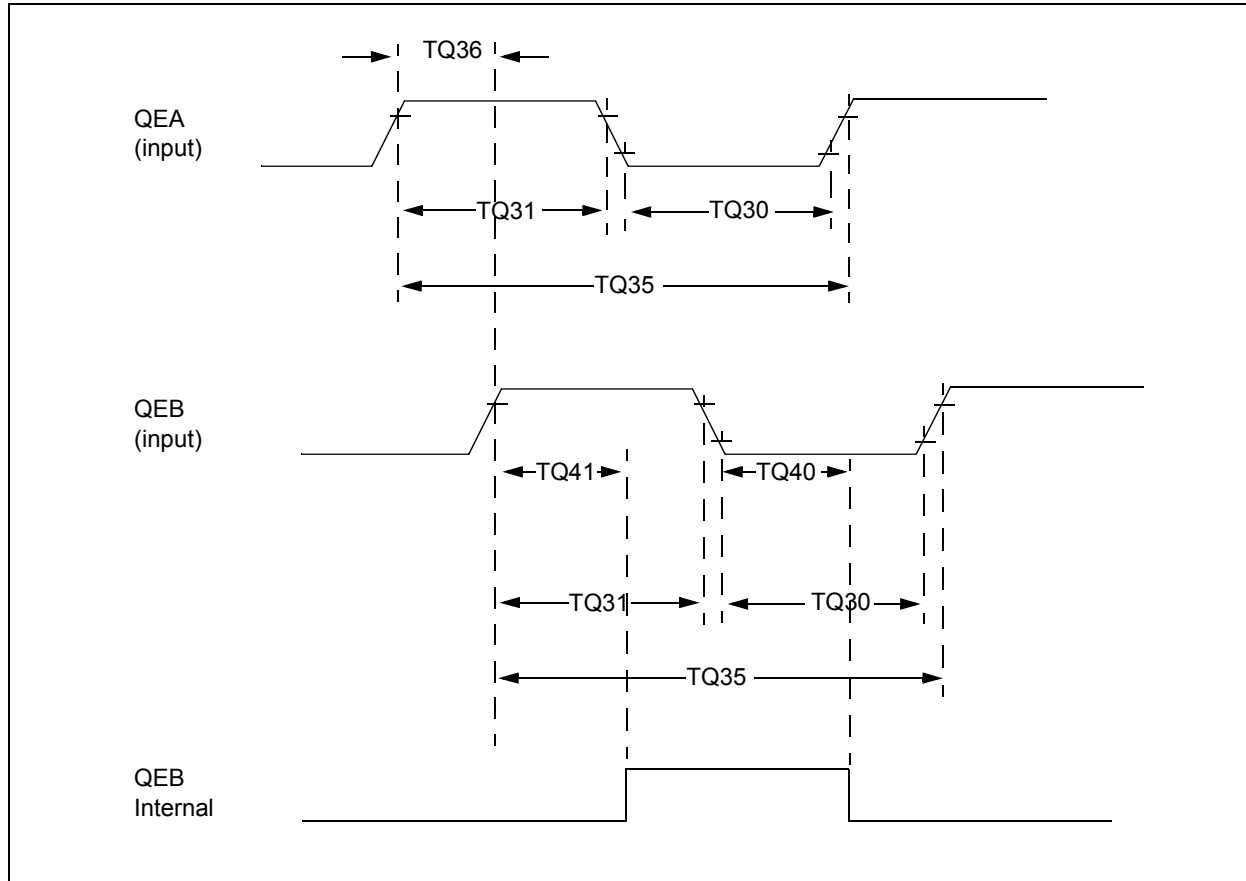 TQ36
QEA
(input)
TQ31
TQ30
TQ35
QEB
(input)
TQ41
TQ40
TQ31
TQ30
TQ35
QEB
Internal